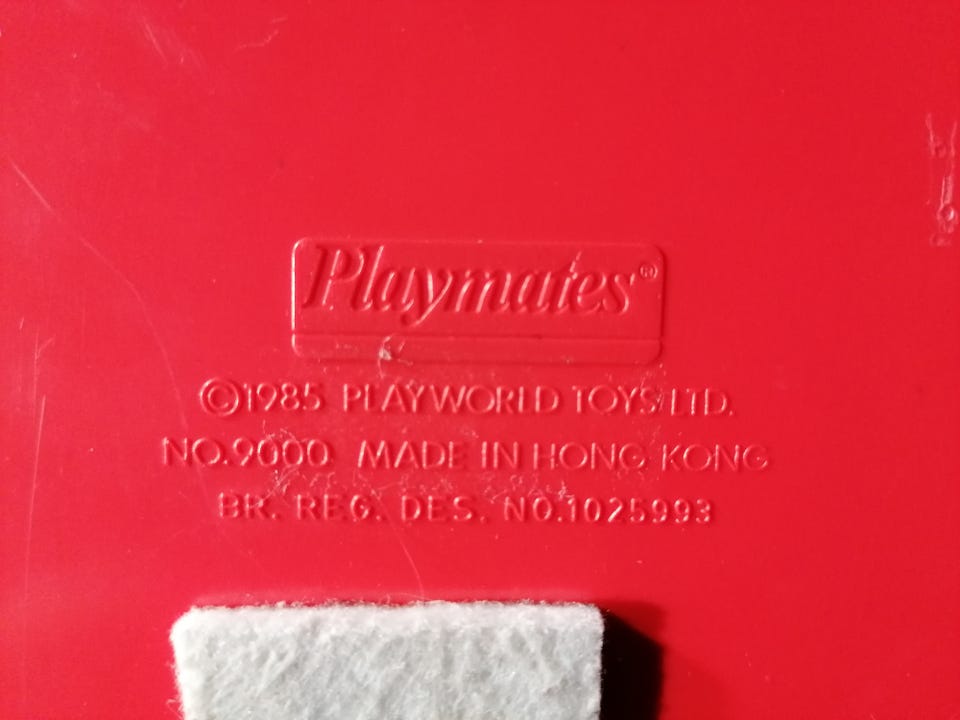 Playmates®
©1985 PLAYWORLD TOYS LTD.
NO.9000 MADE IN HONG KONG
BR. REG. DES. NO.1025993